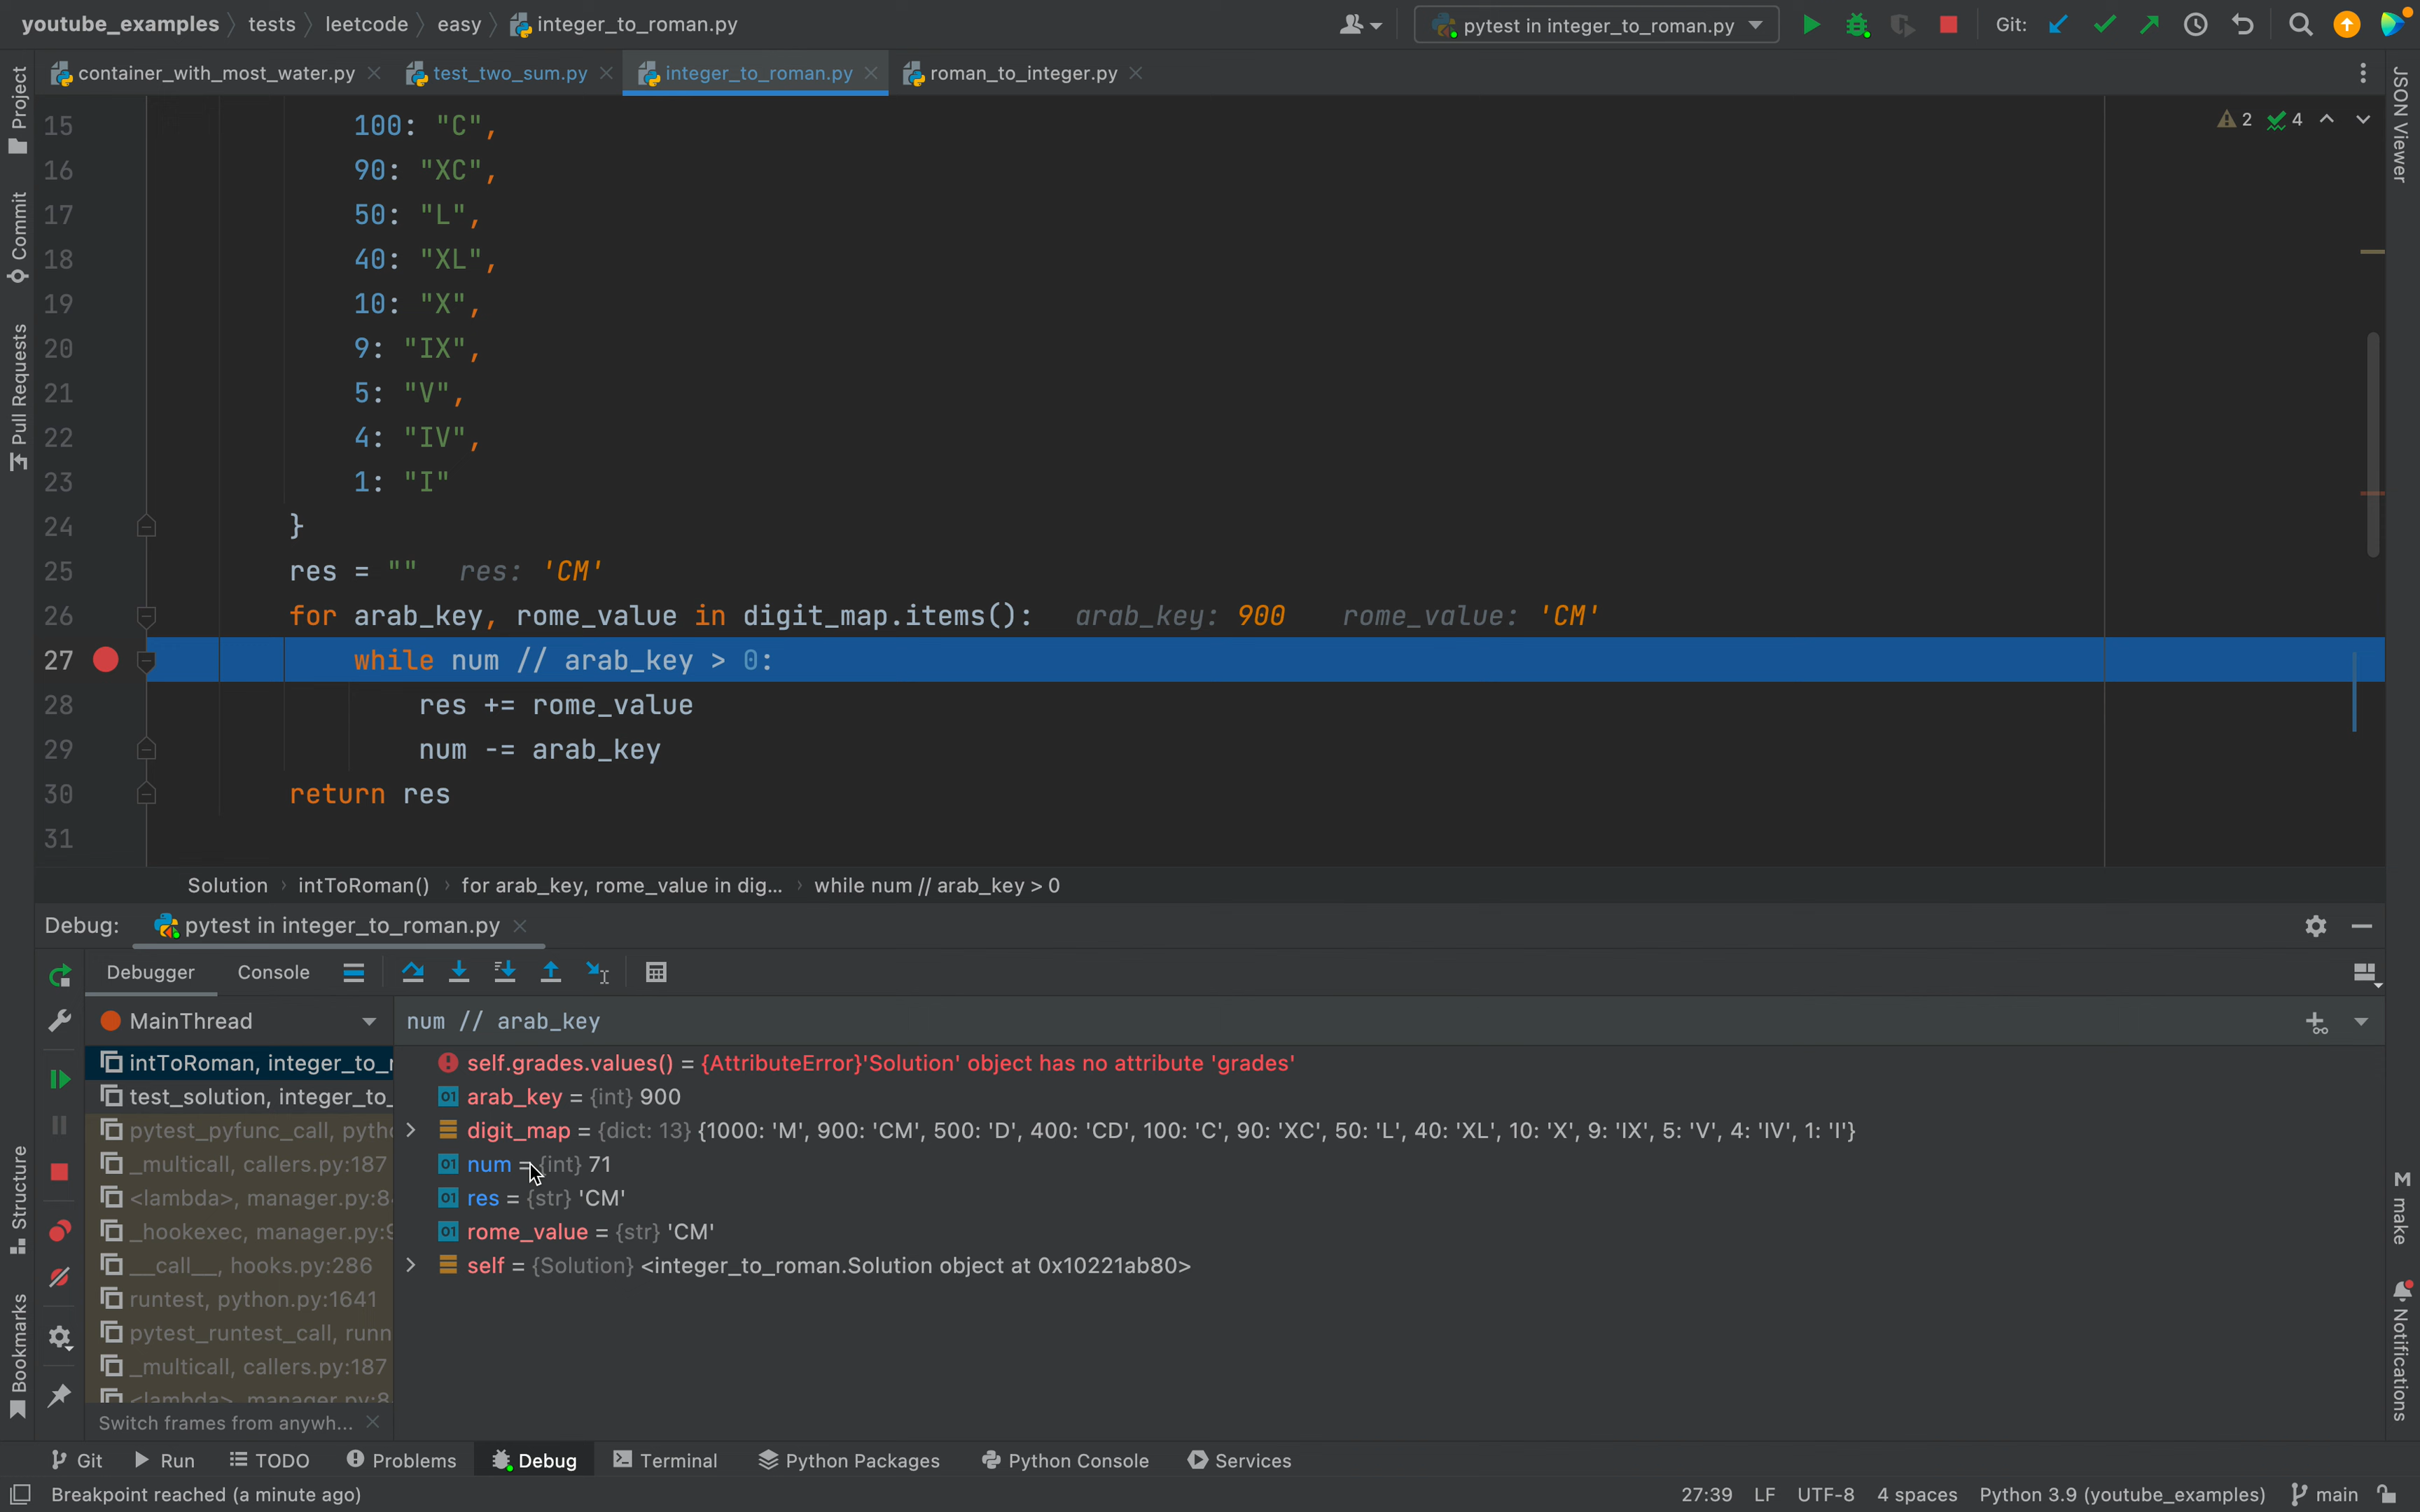 youtube_examples tests leetcode easy integer_to_roman.py pytest in integer_to_roman.py Git:
container_with_most_water.py test_two_sum.py integer_to_roman.py roman_to_integer.py
Project
Commit
Pull Requests
Structure
Bookmarks
JSON Viewer
make
Notifications
2 4
15 100: "C",
16 90: "XC",
17 50: "L",
18 40: "XL",
19 10: "X",
20 9: "IX",
21 5: "V",
22 4: "IV",
23 1: "I"
24 }
25 res = "" res: 'CM'
26 for arab_key, rome_value in digit_map.items(): arab_key: 900 rome_value: 'CM'
27 while num // arab_key > 0:
28 res += rome_value
29 num -= arab_key
30 return res
31
Solution › intToRoman() › for arab_key, rome_value in dig... › while num // arab_key > 0
Debug: pytest in integer_to_roman.py
Debugger Console
MainThread
num // arab_key
intToRoman, integer_to_r
test_solution, integer_to_
pytest_pyfunc_call, pytho
_multicall, callers.py:187
<lambda>, manager.py:8
_hookexec, manager.py:9
__call__, hooks.py:286
runtest, python.py:1641
pytest_runtest_call, runn
_multicall, callers.py:187
<lambda>, manager.py:8
Switch frames from anywh...
self.grades.values() = {AttributeError}'Solution' object has no attribute 'grades'
arab_key = {int} 900
digit_map = {dict: 13} {1000: 'M', 900: 'CM', 500: 'D', 400: 'CD', 100: 'C', 90: 'XC', 50: 'L', 40: 'XL', 10: 'X', 9: 'IX', 5: 'V', 4: 'IV', 1: 'I'}
num = {int} 71
res = {str} 'CM'
rome_value = {str} 'CM'
self = {Solution} <integer_to_roman.Solution object at 0x10221ab80>
Git Run TODO Problems Debug Terminal Python Packages Python Console Services
Breakpoint reached (a minute ago) 27:39 LF UTF-8 4 spaces Python 3.9 (youtube_examples) main